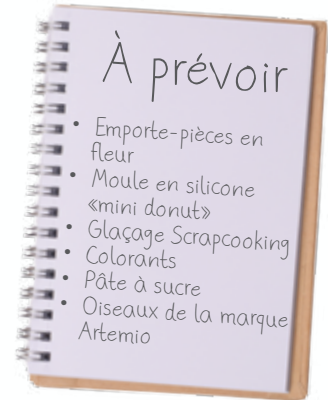 À prévoir
• Emporte-pièces en
fleur
• Moule en silicone
«mini donut»
• Glaçage Scrapcooking
• Colorants
• Pâte à sucre
• Oiseaux de la marque
Artemio